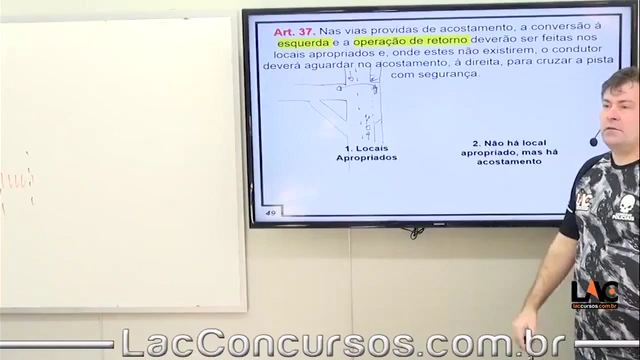 Art. 37. Nas vias providas de acostamento, a conversão à
esquerda e a operação de retorno deverão ser feitas nos
locais apropriados e, onde estes não existirem, o condutor
deverá aguardar no acostamento, à direita, para cruzar a pista
com segurança.
1. Locais
Apropriados
2. Não há local
apropriado, mas há
acostamento
49
LAC
laccursos.com.br
LacConcursos.com.br